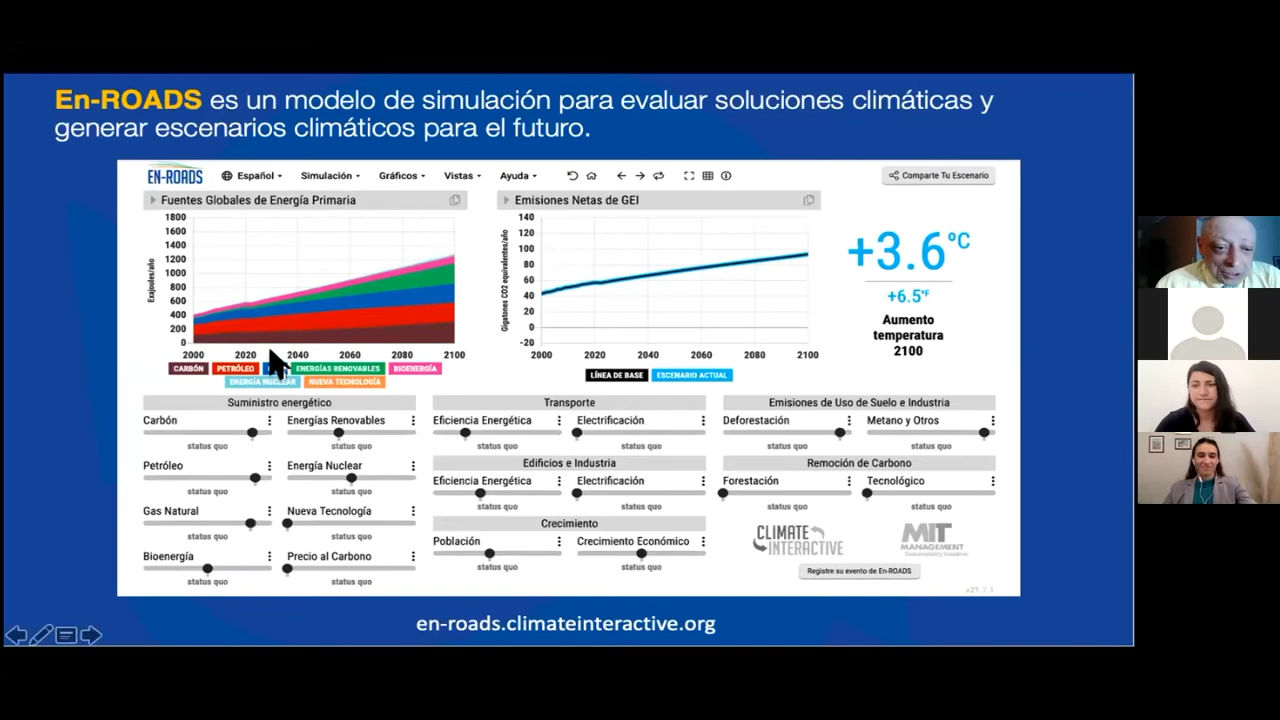 En-ROADS es un modelo de simulación para evaluar soluciones climáticas y
generar escenarios climáticos para el futuro.
EN-ROADS Español Simulación Gráficos Vistas Ayuda Comparte Tu Escenario
Fuentes Globales de Energía Primaria
Exajoules/año
1800
1600
1400
1200
1000
800
600
400
200
0
2000 2020 2040 2060 2080 2100
CARBÓN PETRÓLEO ENERGÍAS RENOVABLES BIOENERGÍA
ENERGÍA NUCLEAR NUEVA TECNOLOGÍA
Emisiones Netas de GEI
Gigatones CO2 equivalentes/año
140
120
100
80
60
40
20
0
-20
2000 2020 2040 2060 2080 2100
LÍNEA DE BASE ESCENARIO ACTUAL
+3.6ºC
+6.5°F
Aumento
temperatura
2100
Suministro energético
Carbón Energías Renovables
status quo status quo
Petróleo Energía Nuclear
status quo status quo
Gas Natural Nueva Tecnología
status quo status quo
Bioenergía Precio al Carbono
status quo status quo
Transporte
Eficiencia Energética Electrificación
status quo status quo
Edificios e Industria
Eficiencia Energética Electrificación
status quo status quo
Crecimiento
Población Crecimiento Económico
status quo status quo
Emisiones de Uso de Suelo e Industria
Deforestación Metano y Otros
status quo status quo
Remoción de Carbono
Forestación Tecnológico
status quo status quo
CLIMATE
INTERACTIVE
MIT
MANAGEMENT
Registre su evento de En-ROADS
v21.7.1
en-roads.climateinteractive.org